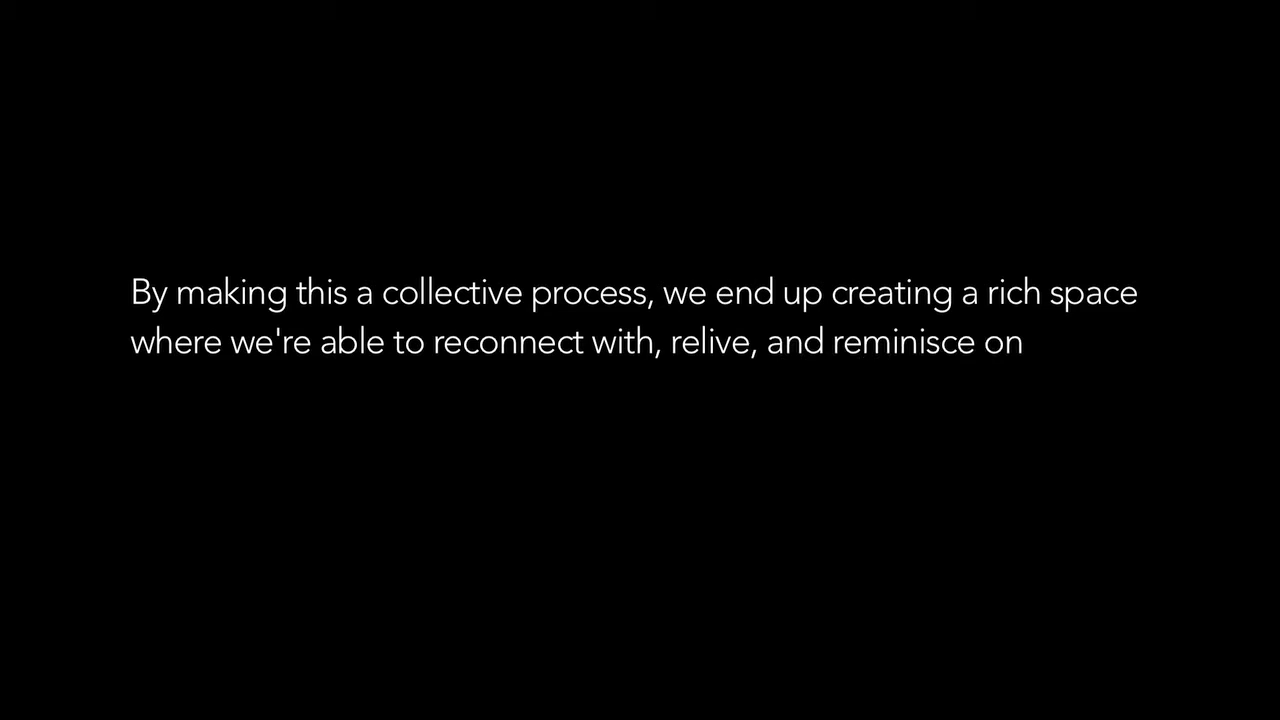 By making this a collective process, we end up creating a rich space
where we're able to reconnect with, relive, and reminisce on